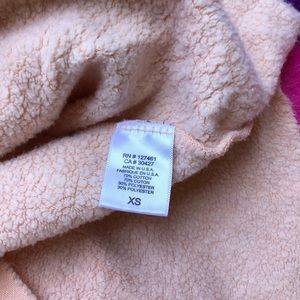 RN # 127461
CA # 30427
MADE IN U.S.A.
FABRIQUE EN U.S.A.
70% COTTON
70% COTON
30% POLYESTER
30% POLYESTER
XS